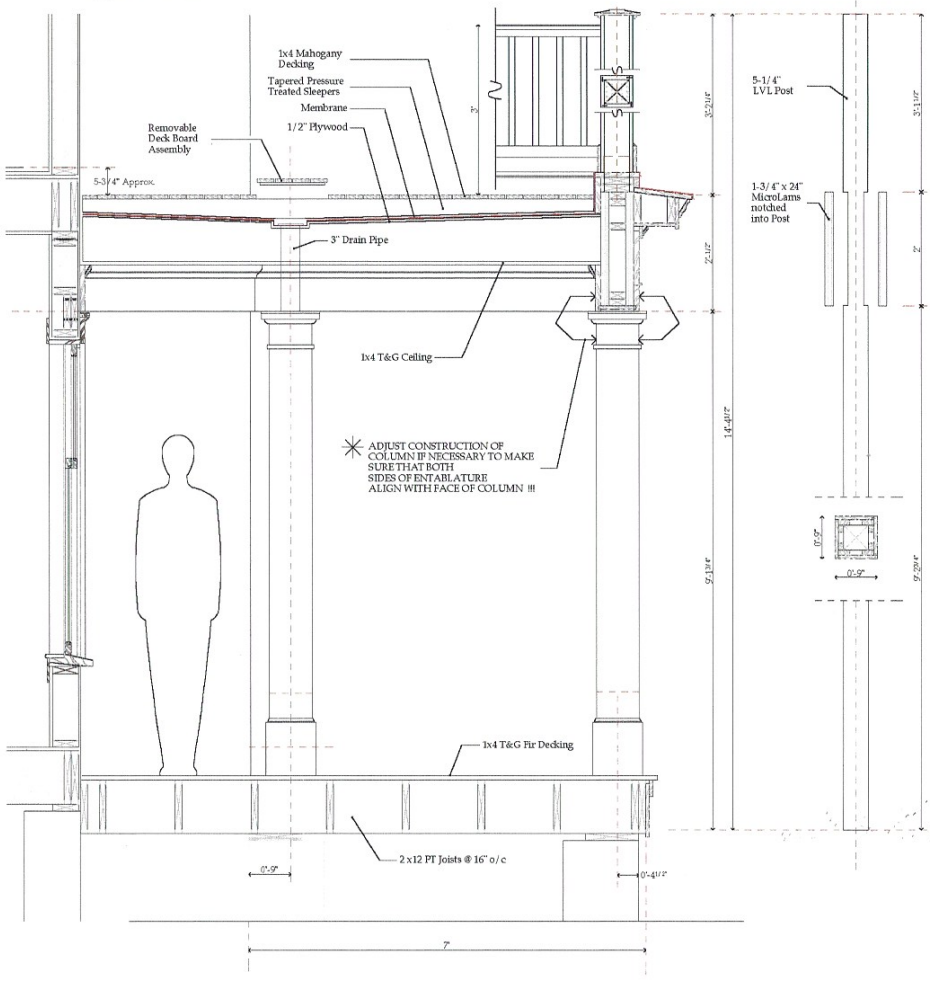 1x4 Mahogany
Decking
Tapered Pressure
Treated Sleepers
Membrane
1/2" Plywood
Removable
Deck Board
Assembly
5-3/4" Approx.
3'
3" Drain Pipe
1x4 T&G Ceiling
ADJUST CONSTRUCTION OF
COLUMN IF NECESSARY TO MAKE
SURE THAT BOTH
SIDES OF ENTABLATURE
ALIGN WITH FACE OF COLUMN !!!
1x4 T&G Fir Decking
2 x12 PT Joists @ 16" o/c
0'-9"
0'-4 1/2"
7'
3'-2 1/4"
2'-1/2"
9'-1 3/4"
14'-4 1/2"
5-1/4"
LVL Post
1-3/4" x 24"
MicroLams
notched
into Post
3'-1 1/2"
2'
9'-2 3/4"
0'-9"
0'-9"